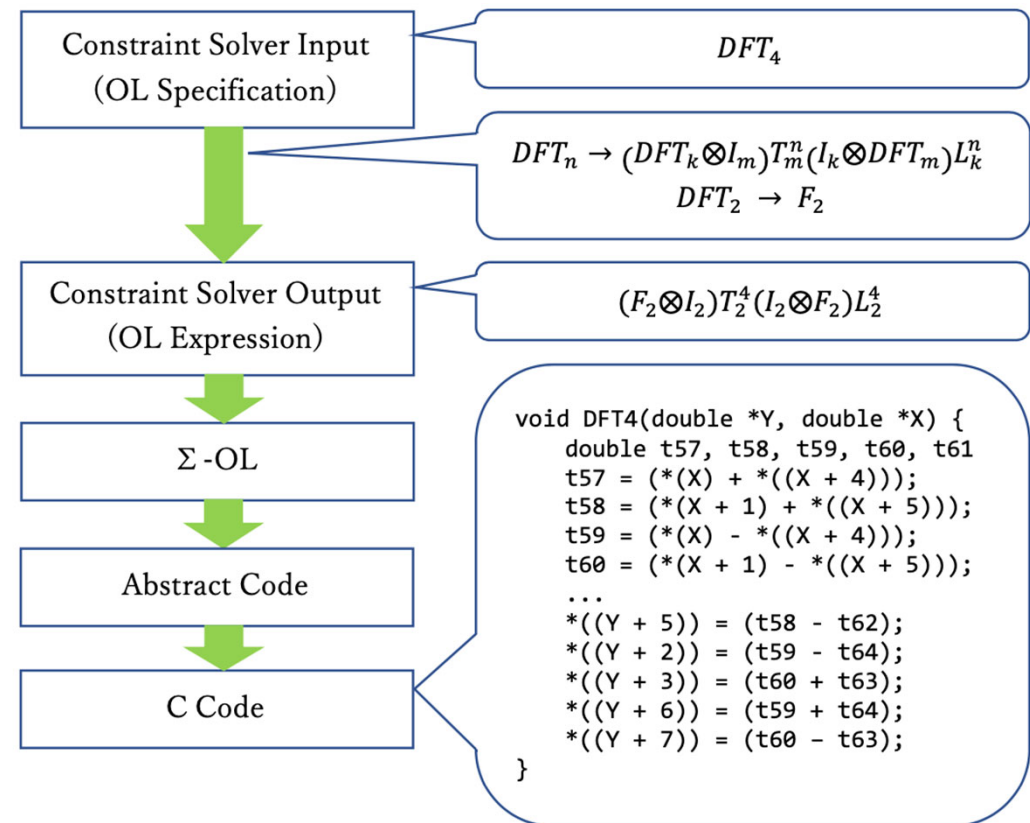 Constraint Solver Input
(OL Specification)
DFT₄
DFTₙ → (DFTₖ⊗Iₘ)Tₘⁿ(Iₖ⊗DFTₘ)Lₖⁿ
DFT₂ → F₂
Constraint Solver Output
(OL Expression)
(F₂⊗I₂)T₂⁴(I₂⊗F₂)L₂⁴
Σ-OL
Abstract Code
C Code
void DFT4(double *Y, double *X) {
    double t57, t58, t59, t60, t61
    t57 = (*(X) + *((X + 4)));
    t58 = (*(X + 1) + *((X + 5)));
    t59 = (*(X) - *((X + 4)));
    t60 = (*(X + 1) - *((X + 5)));
    ...
    *((Y + 5)) = (t58 - t62);
    *((Y + 2)) = (t59 - t64);
    *((Y + 3)) = (t60 + t63);
    *((Y + 6)) = (t59 + t64);
    *((Y + 7)) = (t60 – t63);
}